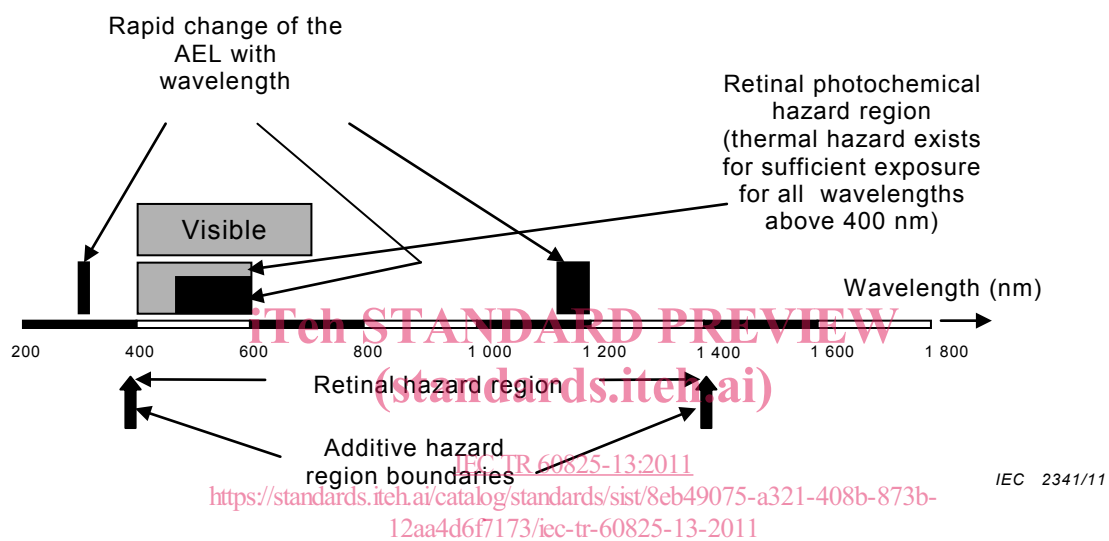 Rapid change of the
AEL with
wavelength
Retinal photochemical
hazard region
(thermal hazard exists
for sufficient exposure
for all wavelengths
above 400 nm)
Visible
Wavelength (nm)
iTeh STANDARD PREVIEW
200 400 600 800 1 000 1 200 1 400 1 600 1 800
Retinal hazard region
(standards.iteh.ai)
Additive hazard
region boundaries
IEC TR 60825-13:2011
IEC 2341/11
https://standards.iteh.ai/catalog/standards/sist/8eb49075-a321-408b-873b-
12aa4d6f7173/iec-tr-60825-13-2011